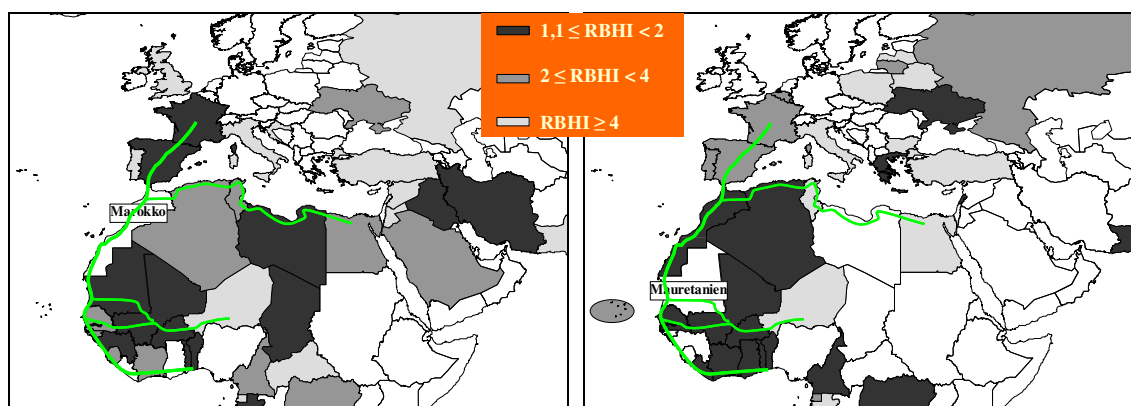 1,1 ≤ RBHI < 2
2 ≤ RBHI < 4
RBHI ≥ 4
Marokko
Mauretanien